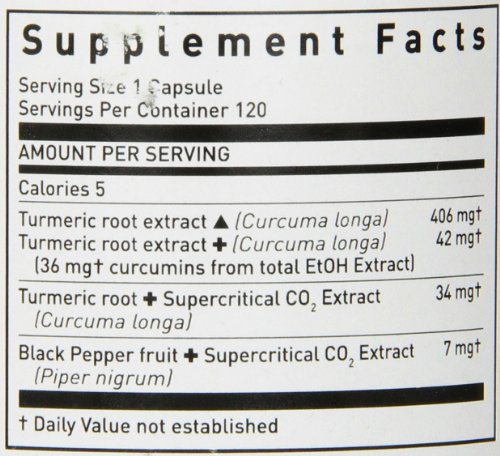 Supplement Facts
Serving Size 1 Capsule
Servings Per Container 120
AMOUNT PER SERVING
Calories 5
Turmeric root extract ▲ (Curcuma longa) 406 mg†
Turmeric root extract ✚ (Curcuma longa) 42 mg†
(36 mg† curcumins from total EtOH Extract)
Turmeric root ✚ Supercritical CO₂ Extract 34 mg†
(Curcuma longa)
Black Pepper fruit ✚ Supercritical CO₂ Extract 7 mg†
(Piper nigrum)
† Daily Value not established